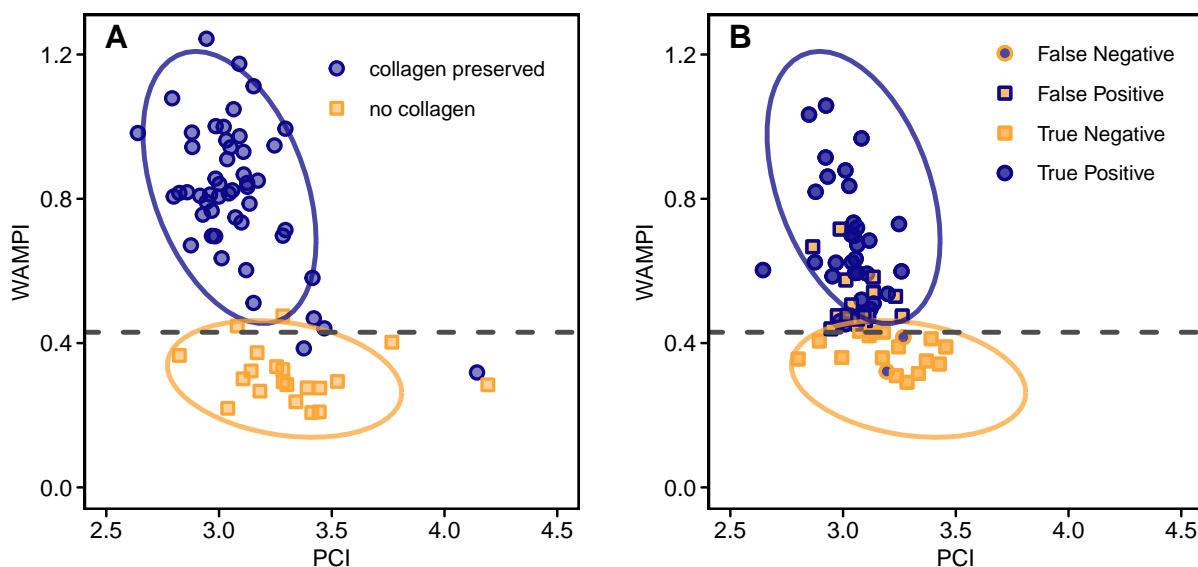 A
collagen preserved
no collagen
WAMPI
1.2
0.8
0.4
0.0
2.5 3.0 3.5 4.0 4.5
PCI
B
False Negative
False Positive
True Negative
True Positive
WAMPI
1.2
0.8
0.4
0.0
2.5 3.0 3.5 4.0 4.5
PCI